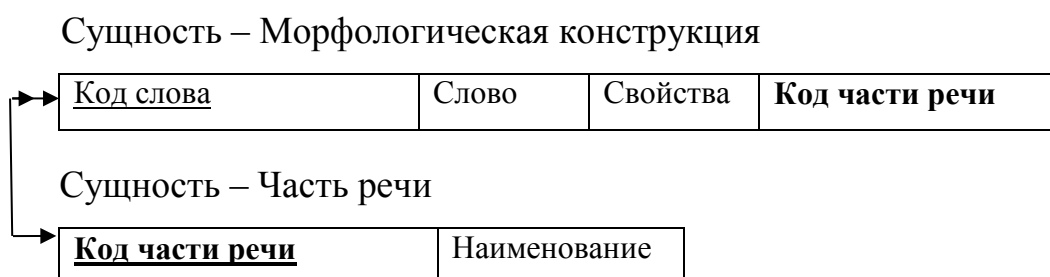 Сущность – Морфологическая конструкция
Код слова Слово Свойства Код части речи
Сущность – Часть речи
Код части речи Наименование